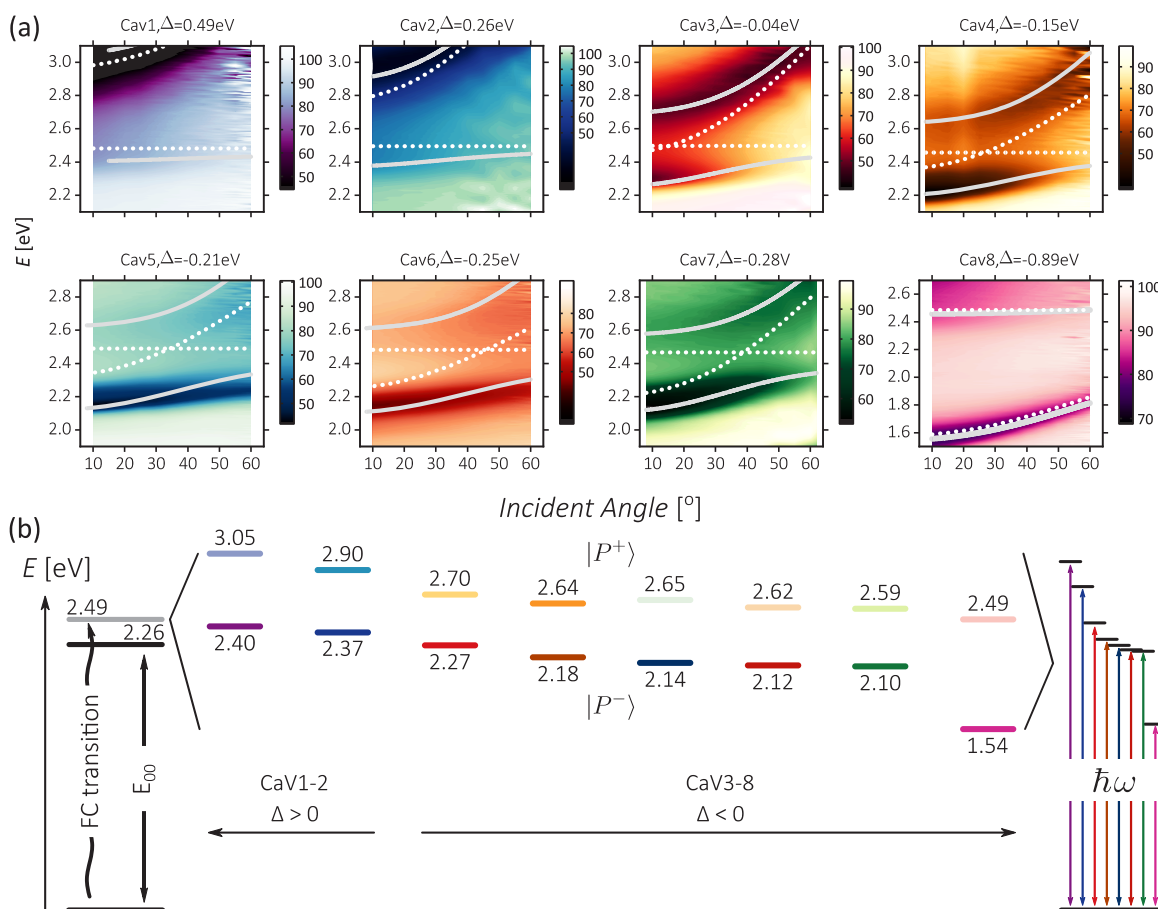 (a)
Cav1,Δ=0.49eV
Cav2,Δ=0.26eV
Cav3,Δ=-0.04eV
Cav4,Δ=-0.15eV
E [eV]
3.0
2.8
2.6
2.4
2.2
100
90
80
70
60
50
100
90
80
70
60
50
100
90
80
70
60
50
90
80
70
60
50
40
Cav5,Δ=-0.21eV
Cav6,Δ=-0.25eV
Cav7,Δ=-0.28V
Cav8,Δ=-0.89eV
2.8
2.6
2.4
2.2
2.0
100
90
80
70
60
50
80
70
60
50
90
80
70
60
2.6
2.4
2.2
2.0
1.8
1.6
100
90
80
70
10 20 30 40 50 60
10 20 30 40 50 60
10 20 30 40 50 60
10 20 30 40 50 60
Incident Angle [o]
(b)
E [eV]
2.49
2.26
FC transition
E00
3.05
2.90
2.70
2.64
2.65
2.62
2.59
2.49
|P+⟩
2.40
2.37
2.27
2.18
2.14
2.12
2.10
1.54
|P−⟩
CaV1-2
Δ > 0
CaV3-8
Δ < 0
ħω